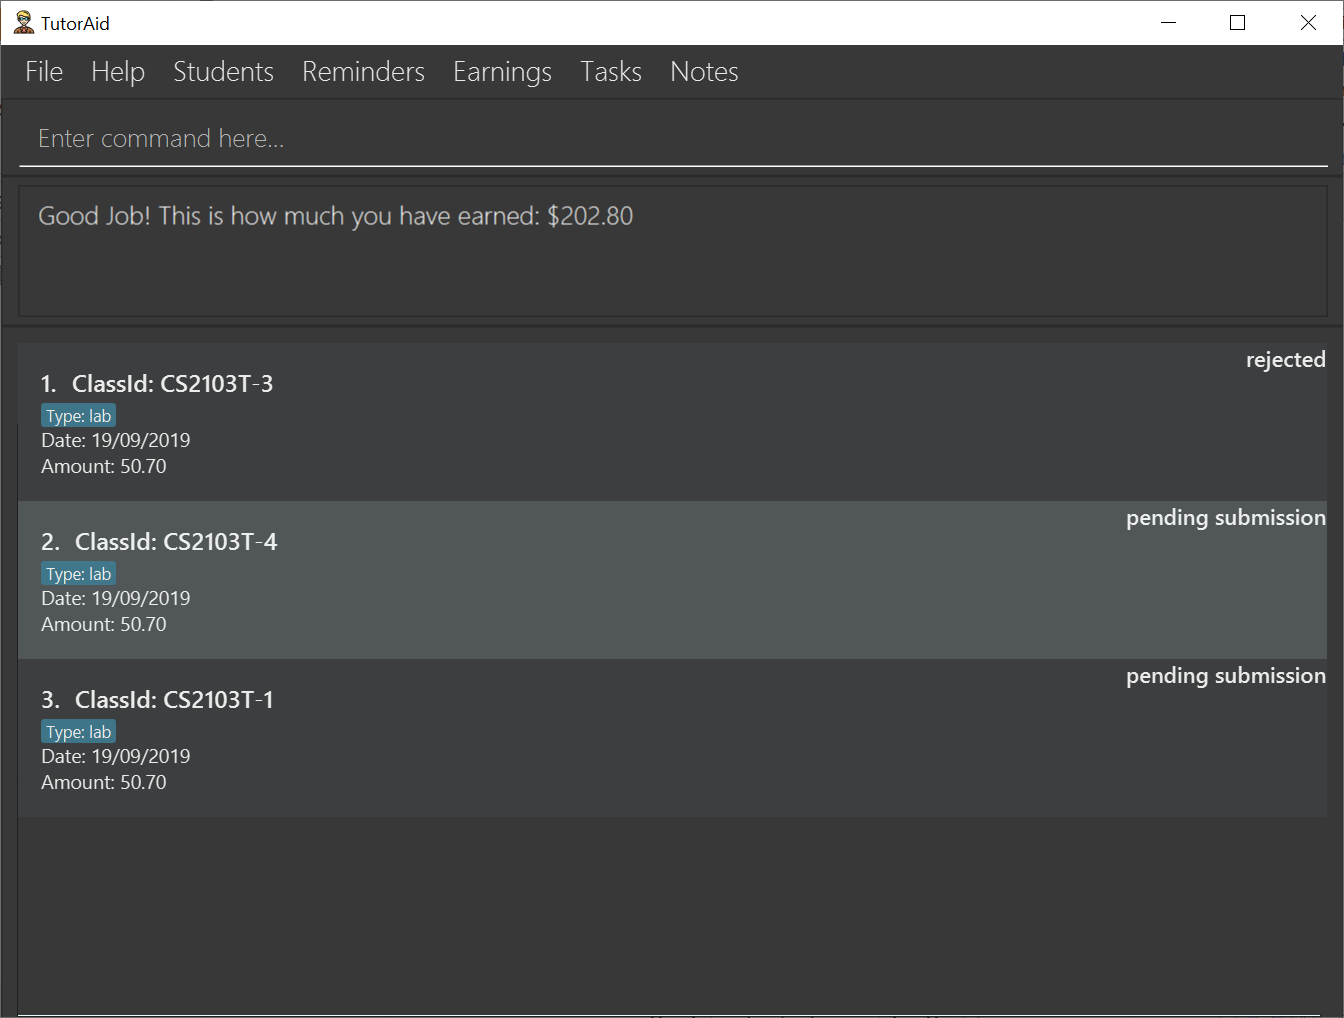 TutorAid
File Help Students Reminders Earnings Tasks Notes
Enter command here...
Good Job! This is how much you have earned: $202.80
rejected
1. ClassId: CS2103T-3
Type: lab
Date: 19/09/2019
Amount: 50.70
pending submission
2. ClassId: CS2103T-4
Type: lab
Date: 19/09/2019
Amount: 50.70
pending submission
3. ClassId: CS2103T-1
Type: lab
Date: 19/09/2019
Amount: 50.70